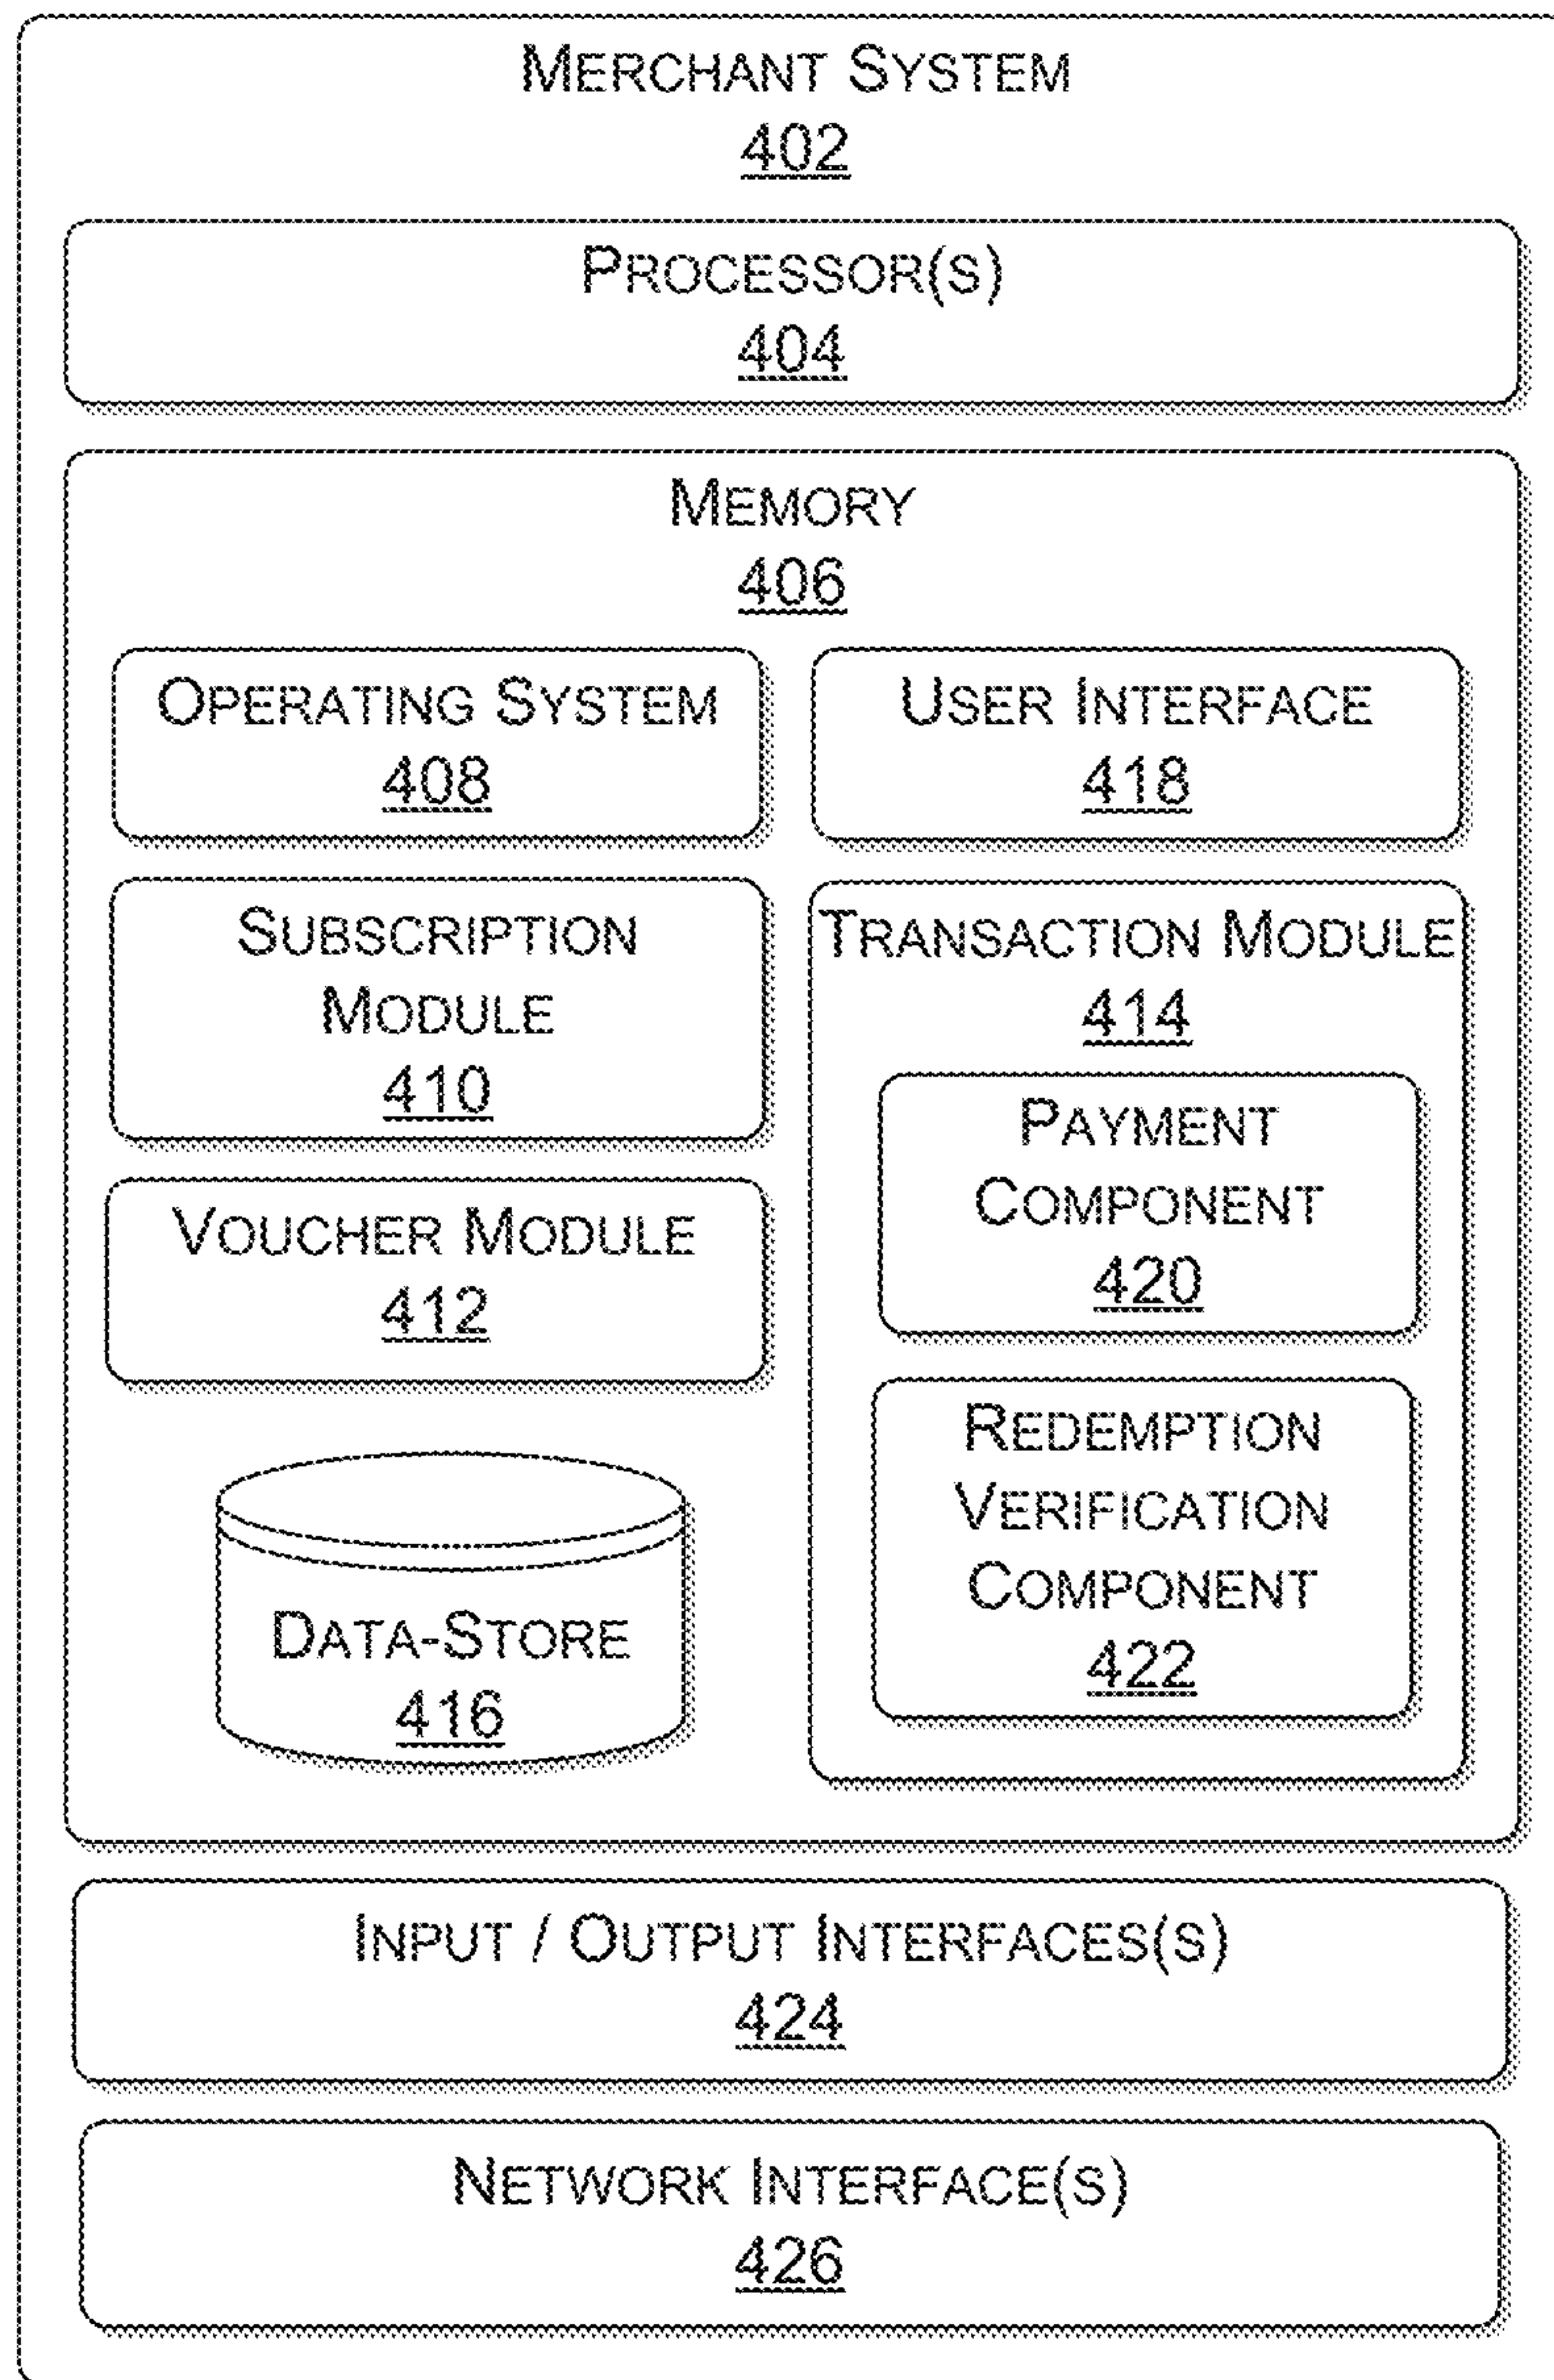 MERCHANT SYSTEM
402
PROCESSOR(S)
404
MEMORY
406
OPERATING SYSTEM
408
SUBSCRIPTION
MODULE
410
VOUCHER MODULE
412
DATA-STORE
416
USER INTERFACE
418
TRANSACTION MODULE
414
PAYMENT
COMPONENT
420
REDEMPTION
VERIFICATION
COMPONENT
422
INPUT / OUTPUT INTERFACES(S)
424
NETWORK INTERFACE(S)
426